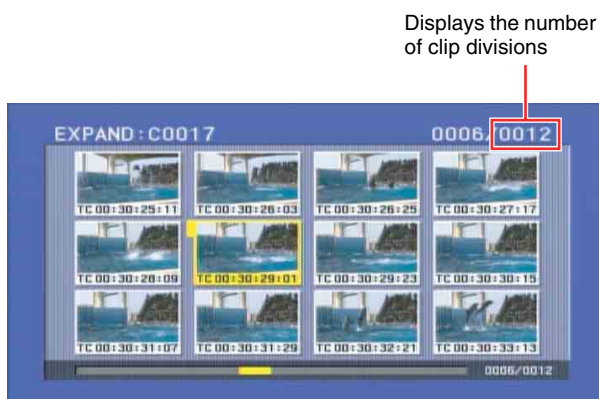 Displays the number
of clip divisions
EXPAND:C0017 0006/0012
TC 00:30:25:11 TC 00:30:26:03 TC 00:30:26:25 TC 00:30:27:17
TC 00:30:28:09 TC 00:30:29:01 TC 00:30:29:23 TC 00:30:30:15
TC 00:30:31:07 TC 00:30:31:29 TC 00:30:32:21 TC 00:30:33:13
0006/0012